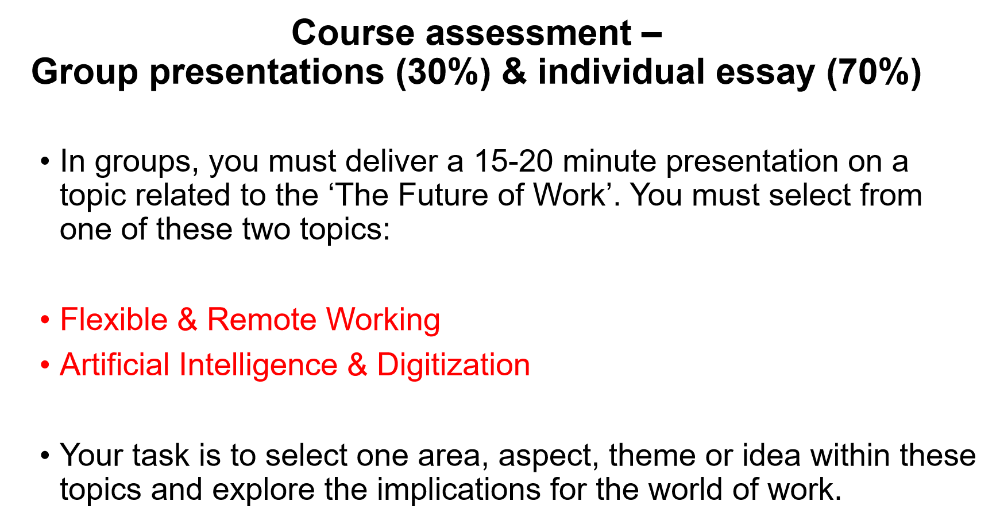 Course assessment –
Group presentations (30%) & individual essay (70%)
• In groups, you must deliver a 15-20 minute presentation on a
topic related to the ‘The Future of Work’. You must select from
one of these two topics:
• Flexible & Remote Working
• Artificial Intelligence & Digitization
• Your task is to select one area, aspect, theme or idea within these
topics and explore the implications for the world of work.